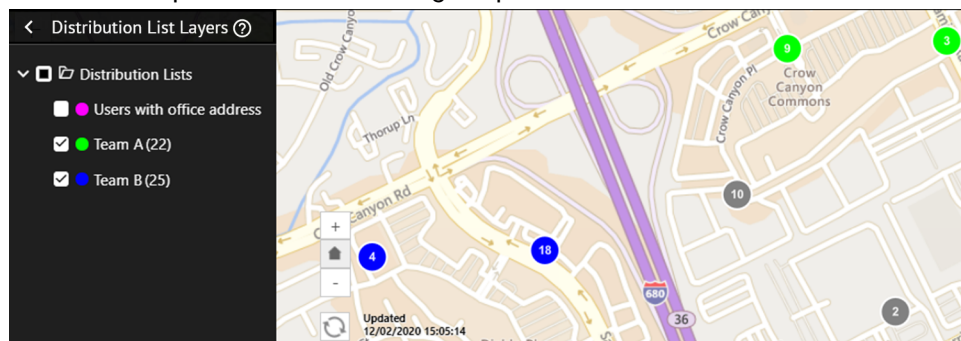 Distribution List Layers ?
Distribution Lists
Users with office address
Team A (22)
Team B (25)
Old Crow Canyon
Crow Canyon
9
3
Crow
Canyon
Commons
Crow Canyon Pl
Thorup Ln
10
Canyon Rd
+
4
18
-
680
36
2
Updated
12/02/2020 15:05:14